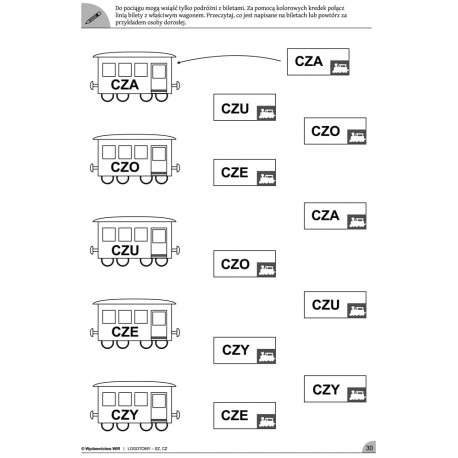 Do pociągu mogą wsiąść tylko podróżni z biletami. Za pomocą kolorowych kredek połącz
linią bilety z właściwym wagonem. Przeczytaj, co jest napisane na biletach lub powtórz za
przykładem osoby dorosłej.
CZA
CZA
CZU
CZO
CZO
CZE
CZA
CZU
CZO
CZU
CZE
CZY
CZY
CZY
CZE
© Wydawnictwo WiR | LOGOTOMY – SZ, CZ
30